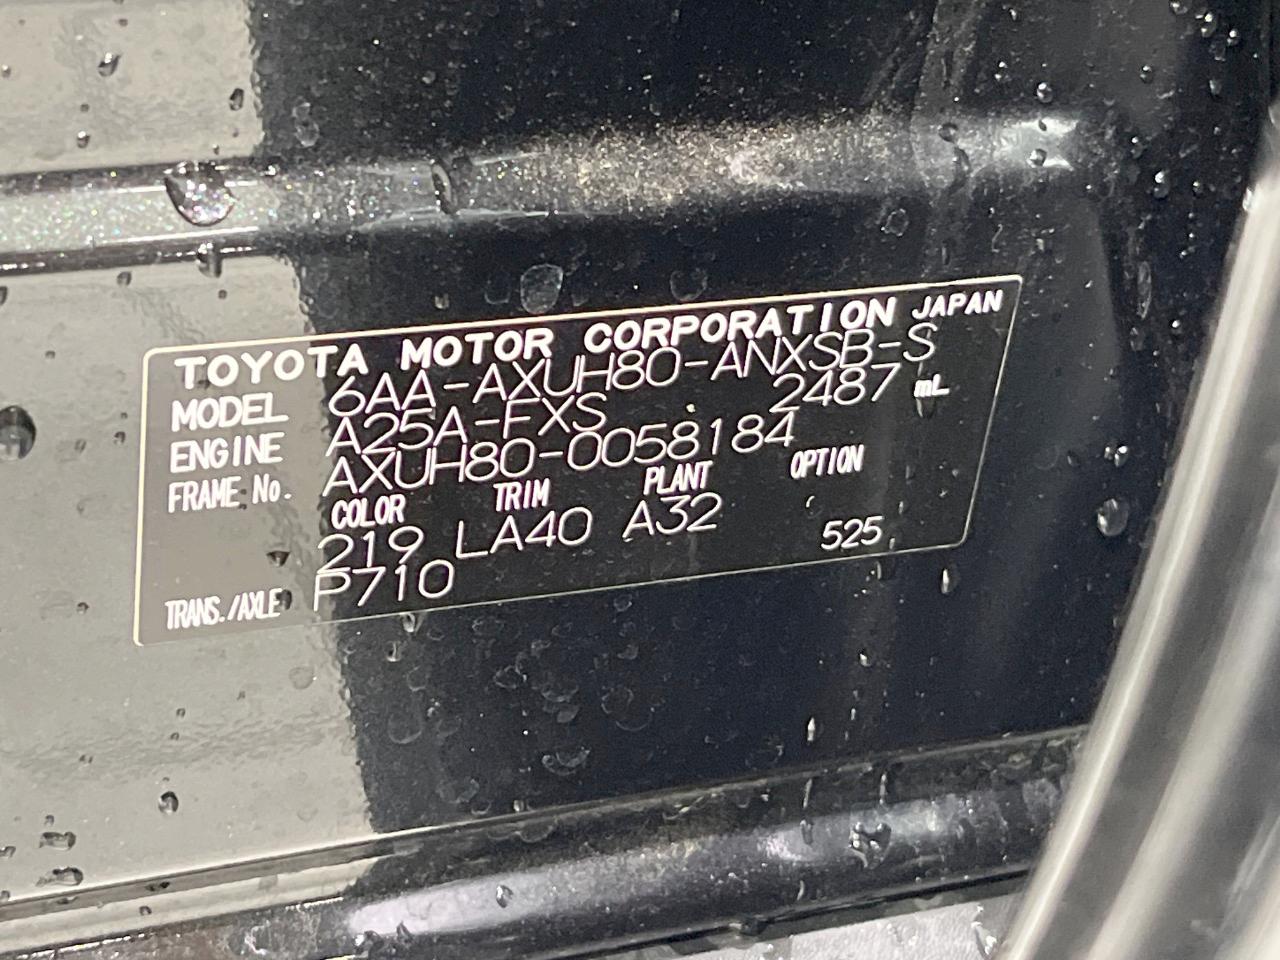 TOYOTA MOTOR CORPORATION JAPAN
MODEL 6AA-AXUH80-ANXSB-S
ENGINE A25A-FXS 2487 mL
FRAME No. AXUH80-0058184
COLOR TRIM PLANT OPTION
219 LA40 A32 525
TRANS./AXLE P710